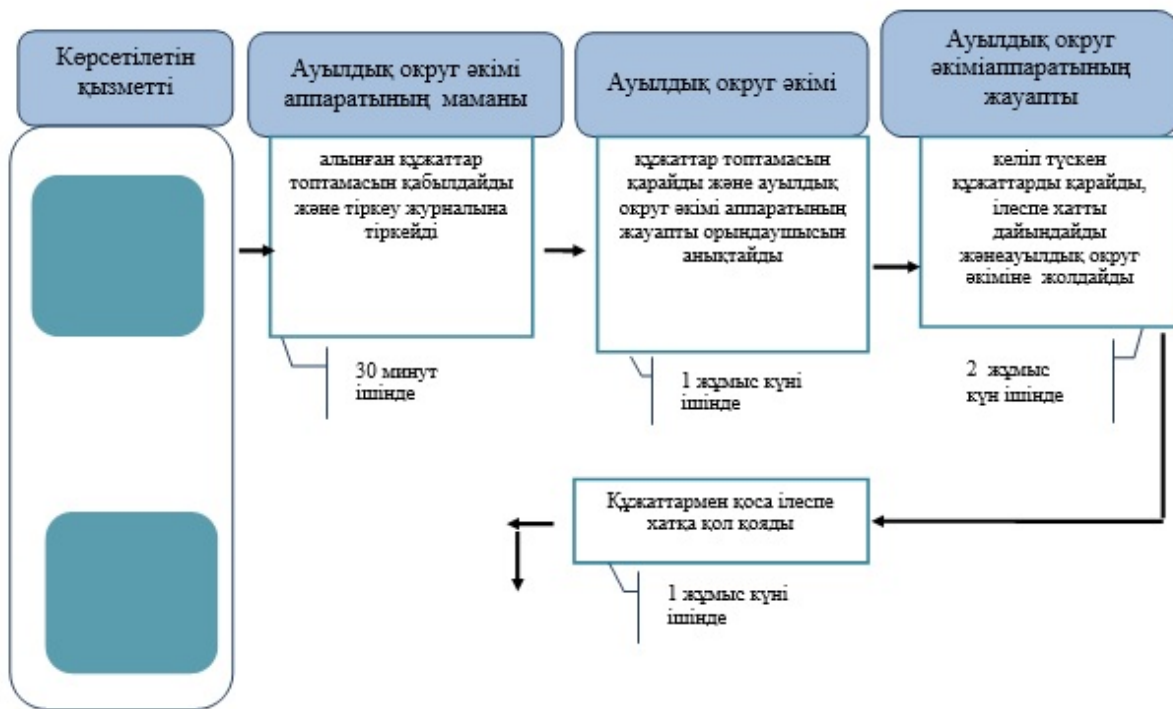 Көрсетілетін
қызметті
Ауылдық округ әкімі
аппаратының маманы
Ауылдық округ әкімі
Ауылдық округ
әкіміаппаратының
жауапты
алынған құжаттар
топтамасын қабылдайды
және тіркеу журналына
тіркейді
құжаттар топтамасын
қарайды және ауылдық
округ әкімі аппаратының
жауапты орындаушысын
анықтайды
келіп түскен
құжаттарды қарайды,
ілеспе хатты
дайындайды
жәнеауылдық округ
әкіміне жолдайды
30 минут
ішінде
1 жұмыс күні
ішінде
2 жұмыс
күн ішінде
Құжаттармен қоса ілеспе
хатқа қол қояды
1 жұмыс күні
ішінде